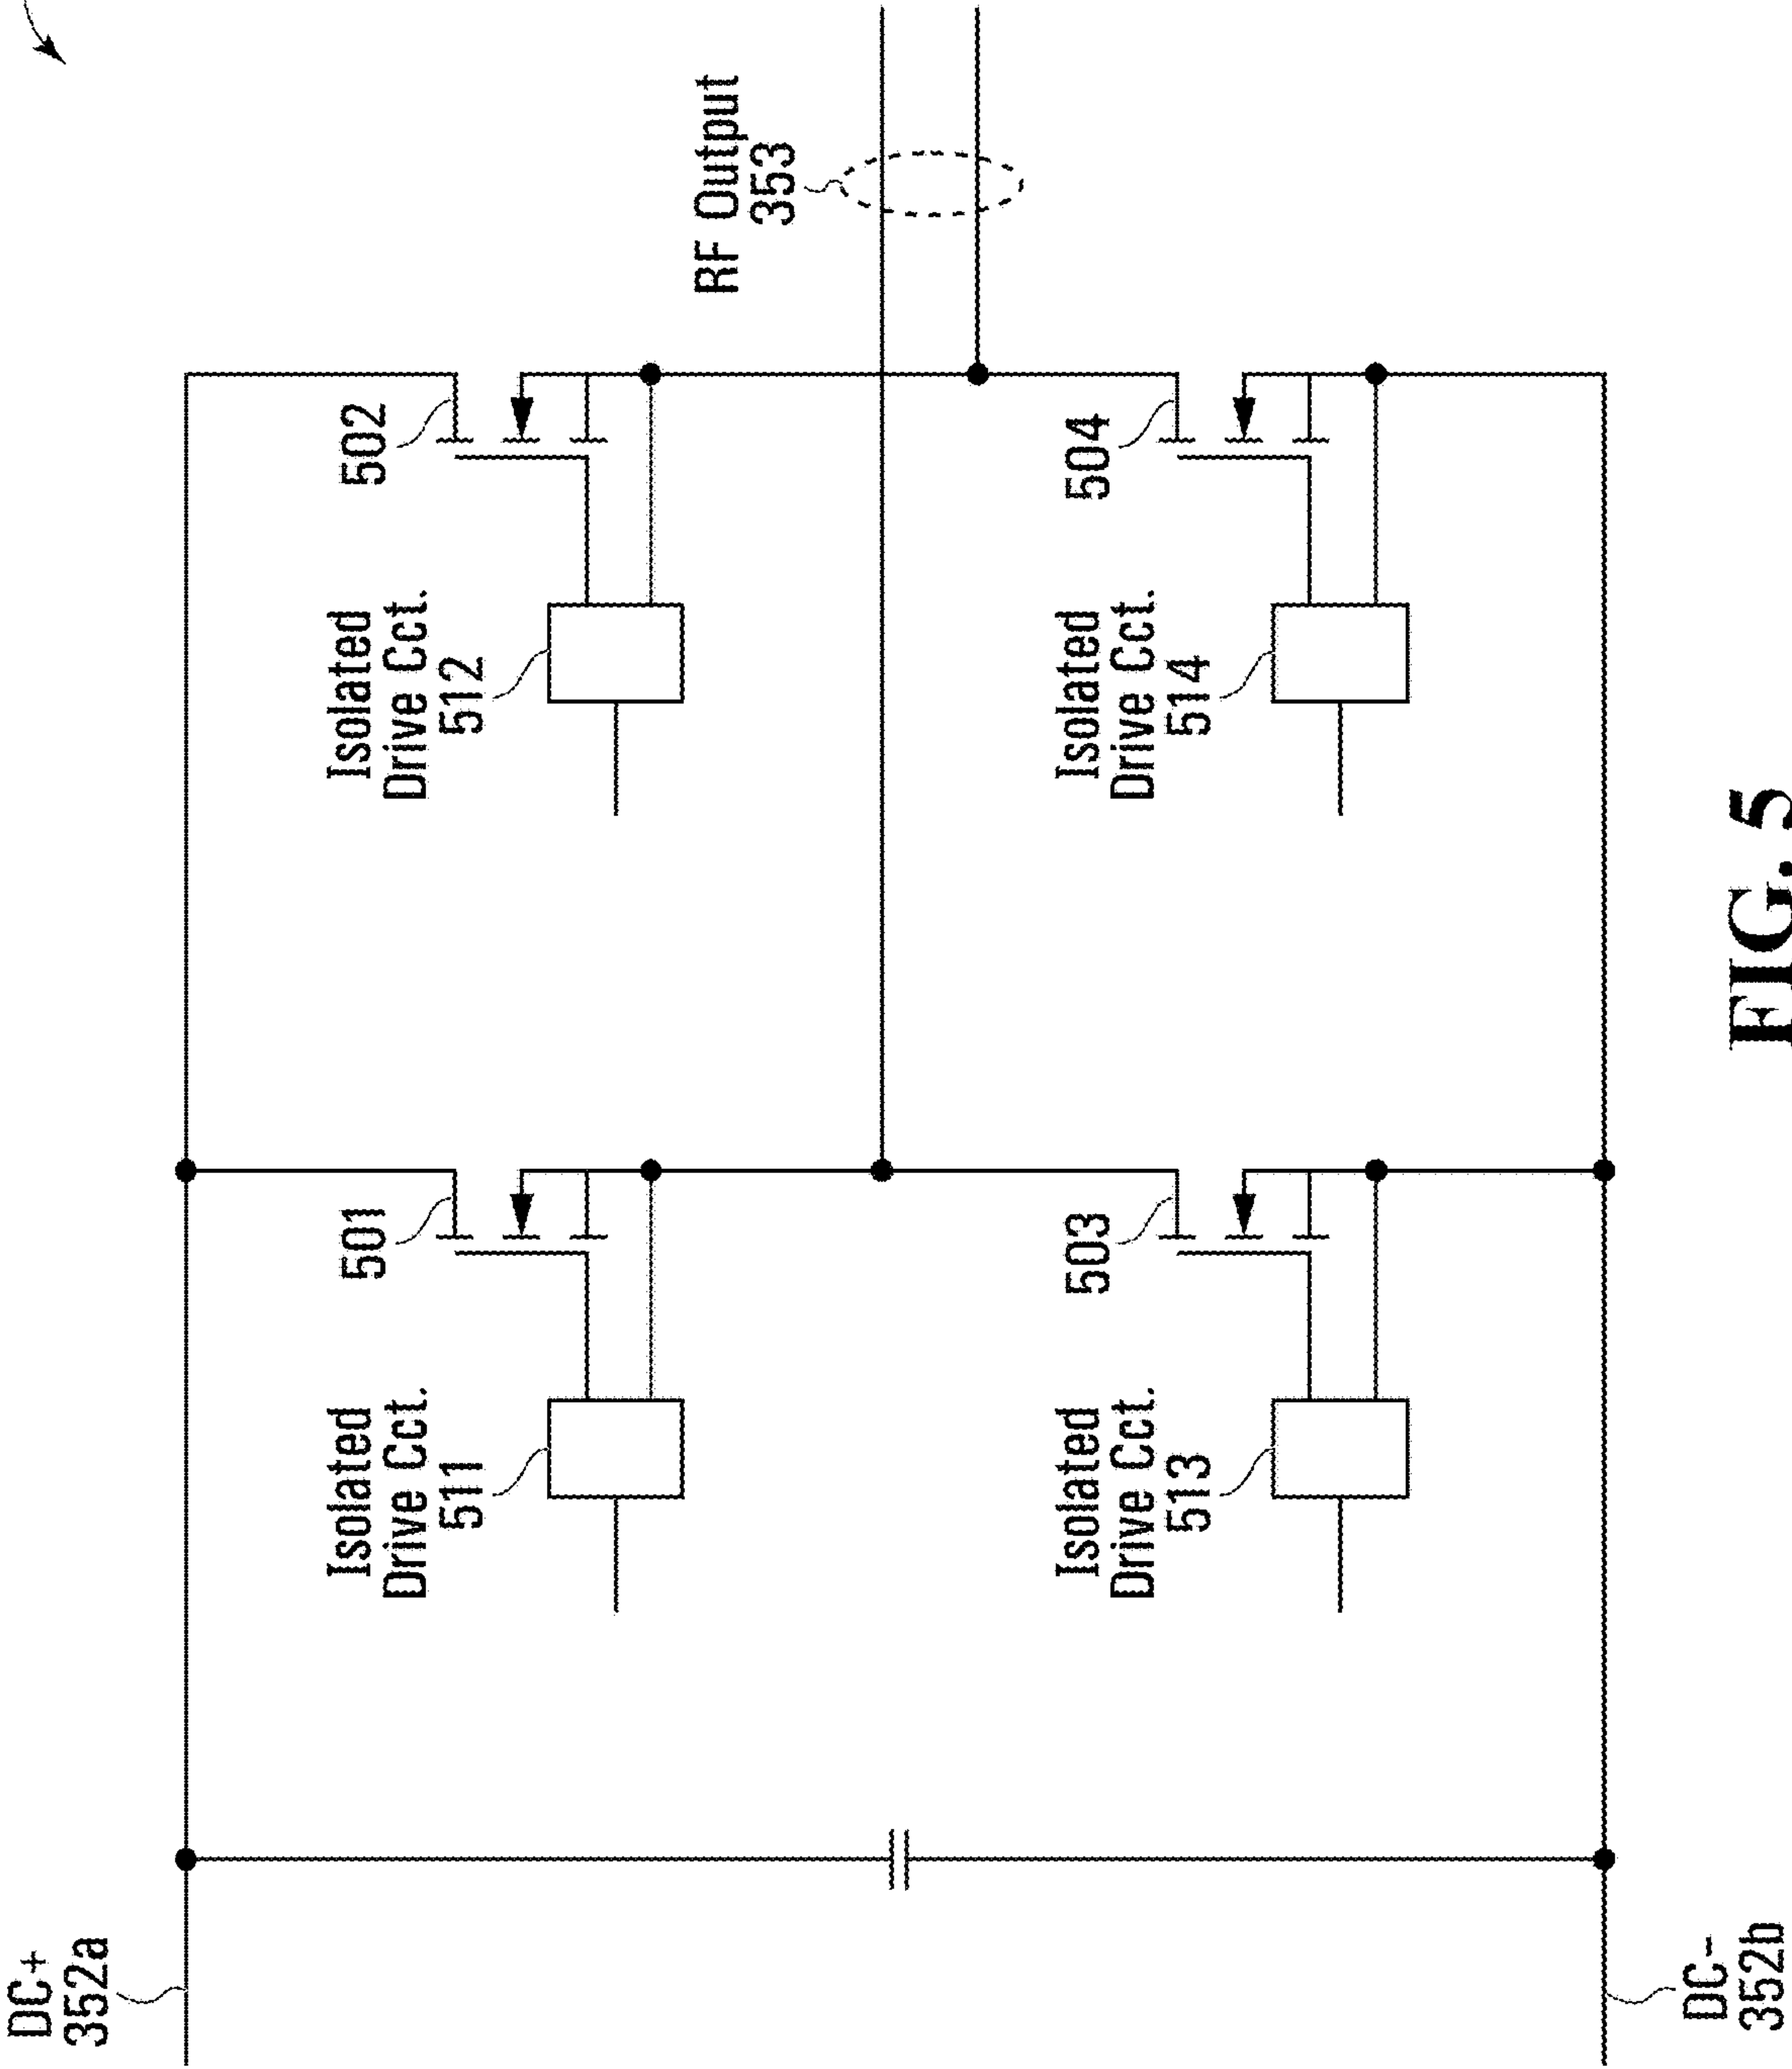 DC+
352a
Isolated
Drive Cct.
511
501
Isolated
Drive Cct.
512
502
RF Output
353
Isolated
Drive Cct.
513
503
Isolated
Drive Cct.
514
504
DC-
352b
FIG. 5